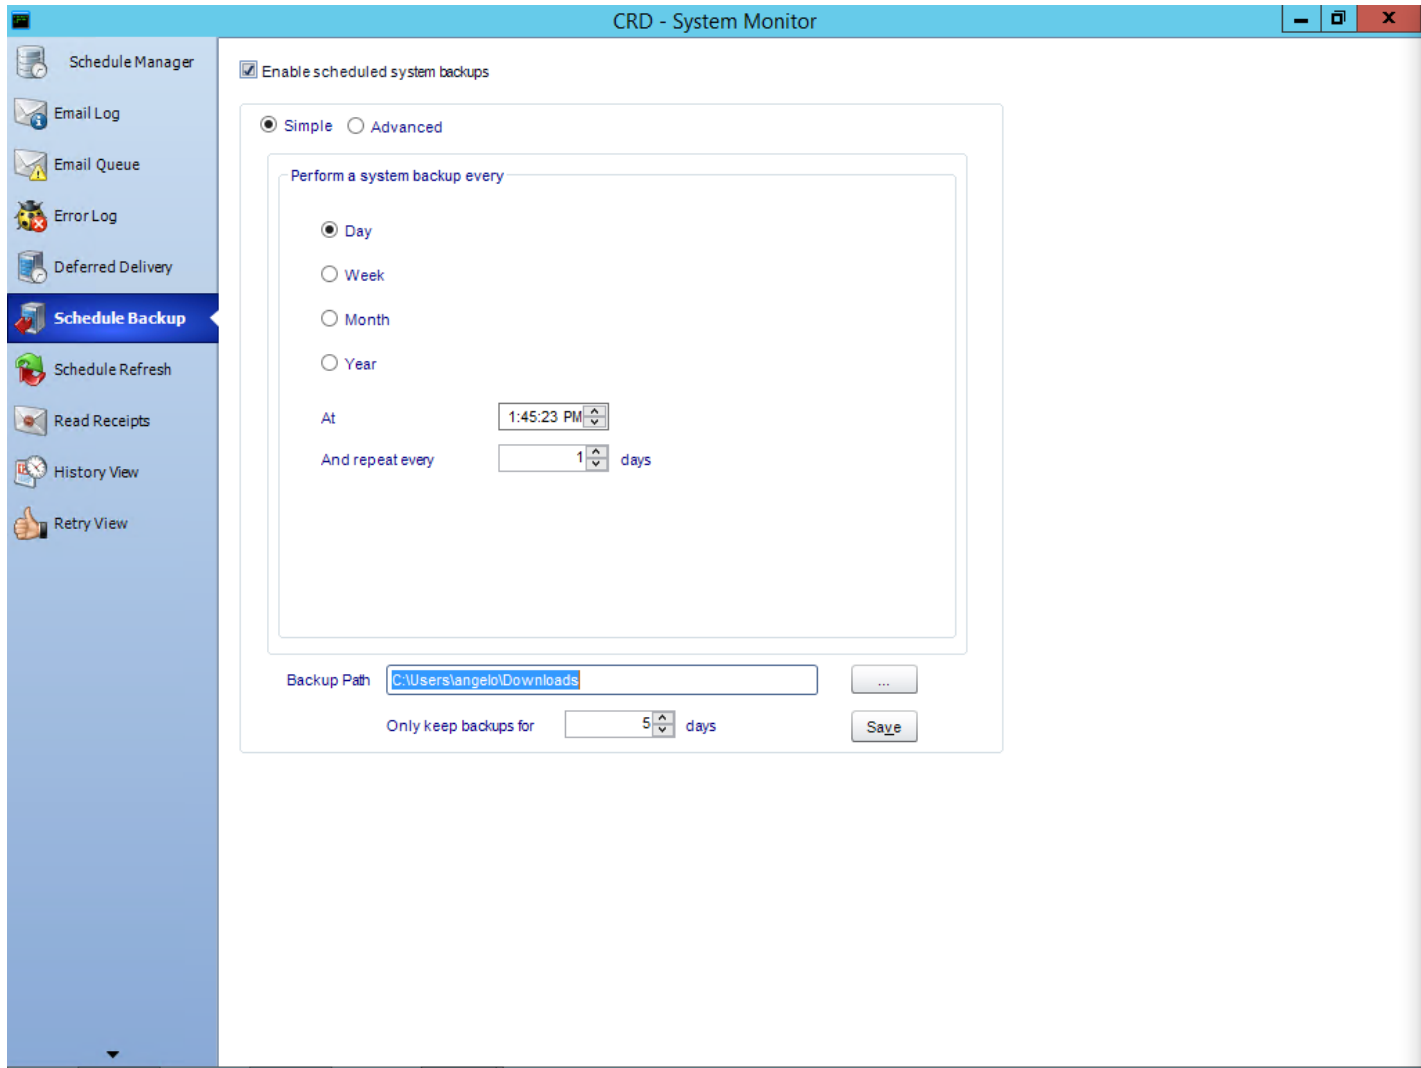 CRD - System Monitor
Schedule Manager
Email Log
Email Queue
Error Log
Deferred Delivery
Schedule Backup
Schedule Refresh
Read Receipts
History View
Retry View
Enable scheduled system backups
Simple Advanced
Perform a system backup every
Day
Week
Month
Year
At 1:45:23 PM
And repeat every 1 days
Backup Path C:\Users\angelo\Downloads ...
Only keep backups for 5 days Save